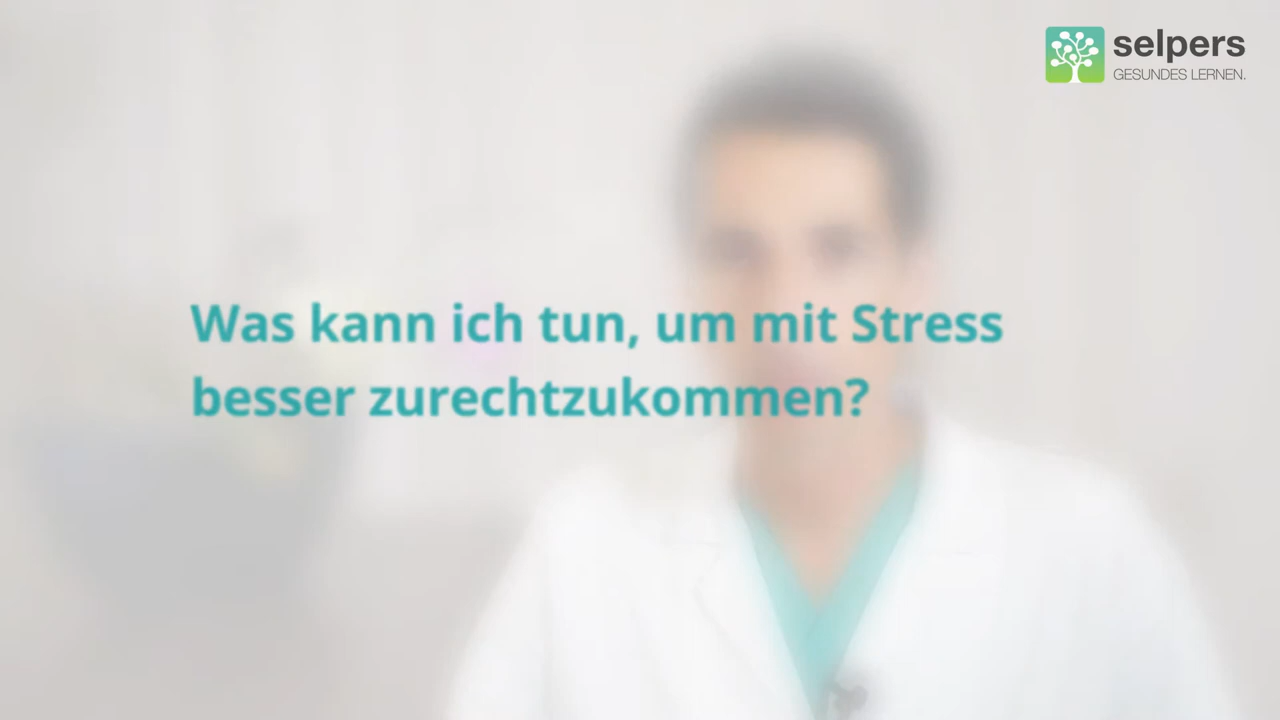 selpers
GESUNDES LERNEN.
Was kann ich tun, um mit Stress
besser zurechtzukommen?